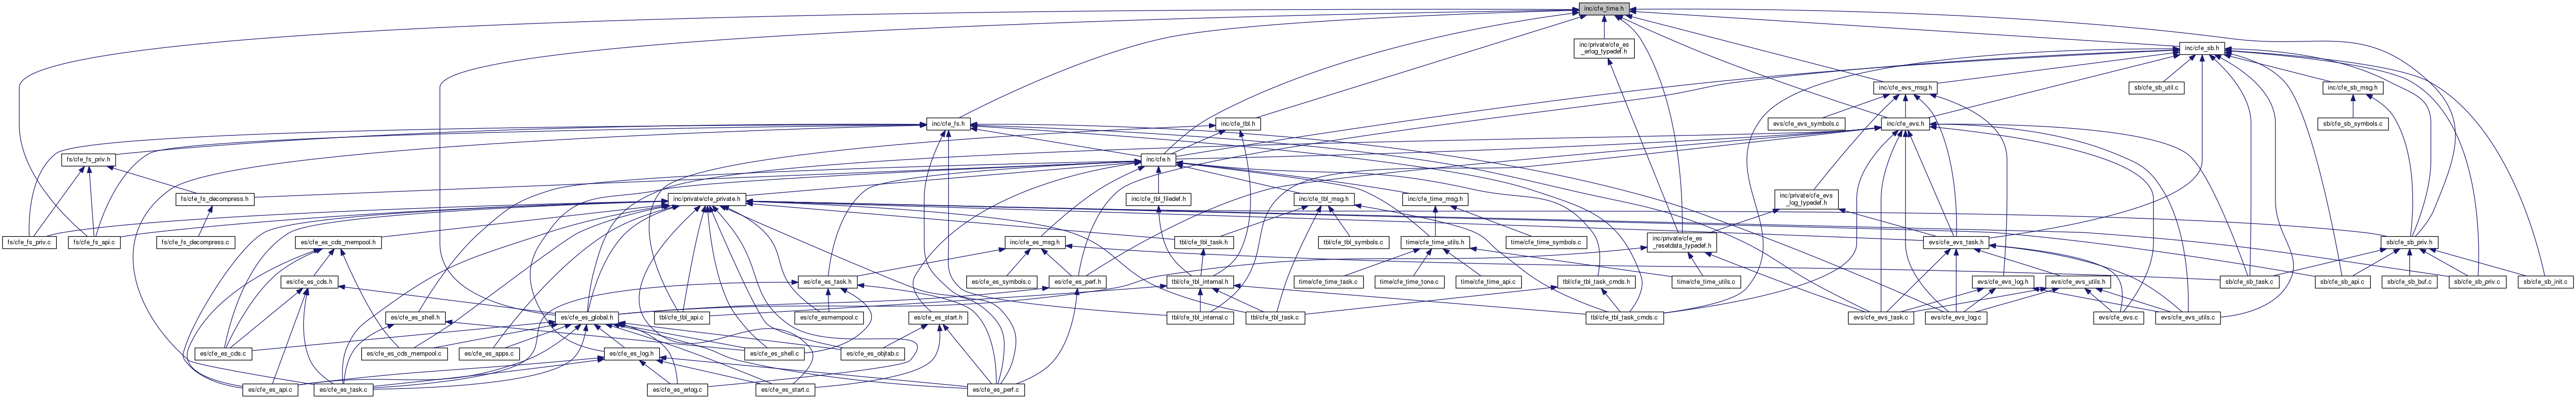 inc/cfe_time.h
inc/private/cfe_es
_erlog_typedef.h
inc/cfe_sb.h
inc/cfe_evs_msg.h
sb/cfe_sb_util.c
inc/cfe_sb_msg.h
inc/cfe_fs.h
inc/cfe_tbl.h
evs/cfe_evs_symbols.c
inc/cfe_evs.h
sb/cfe_sb_symbols.c
fs/cfe_fs_priv.h
inc/cfe.h
fs/cfe_fs_decompress.h
inc/private/cfe_private.h
inc/cfe_tbl_filedef.h
inc/cfe_tbl_msg.h
inc/cfe_time_msg.h
inc/private/cfe_evs
_log_typedef.h
fs/cfe_fs_priv.c
fs/cfe_fs_api.c
fs/cfe_fs_decompress.c
es/cfe_es_cds_mempool.h
inc/cfe_es_msg.h
tbl/cfe_tbl_task.h
tbl/cfe_tbl_symbols.c
time/cfe_time_utils.h
time/cfe_time_symbols.c
inc/private/cfe_es
_resetdata_typedef.h
evs/cfe_evs_task.h
sb/cfe_sb_priv.h
es/cfe_es_cds.h
es/cfe_es_task.h
es/cfe_es_symbols.c
es/cfe_es_perf.h
tbl/cfe_tbl_internal.h
time/cfe_time_task.c
time/cfe_time_tone.c
time/cfe_time_api.c
tbl/cfe_tbl_task_cmds.h
time/cfe_time_utils.c
evs/cfe_evs_log.h
evs/cfe_evs_utils.h
sb/cfe_sb_task.c
sb/cfe_sb_api.c
sb/cfe_sb_buf.c
sb/cfe_sb_priv.c
sb/cfe_sb_init.c
es/cfe_es_shell.h
es/cfe_es_global.h
tbl/cfe_tbl_api.c
es/cfe_esmempool.c
es/cfe_es_start.h
tbl/cfe_tbl_internal.c
tbl/cfe_tbl_task.c
tbl/cfe_tbl_task_cmds.c
evs/cfe_evs_task.c
evs/cfe_evs_log.c
evs/cfe_evs.c
evs/cfe_evs_utils.c
es/cfe_es_cds.c
es/cfe_es_cds_mempool.c
es/cfe_es_apps.c
es/cfe_es_log.h
es/cfe_es_shell.c
es/cfe_es_objtab.c
es/cfe_es_api.c
es/cfe_es_task.c
es/cfe_es_erlog.c
es/cfe_es_start.c
es/cfe_es_perf.c